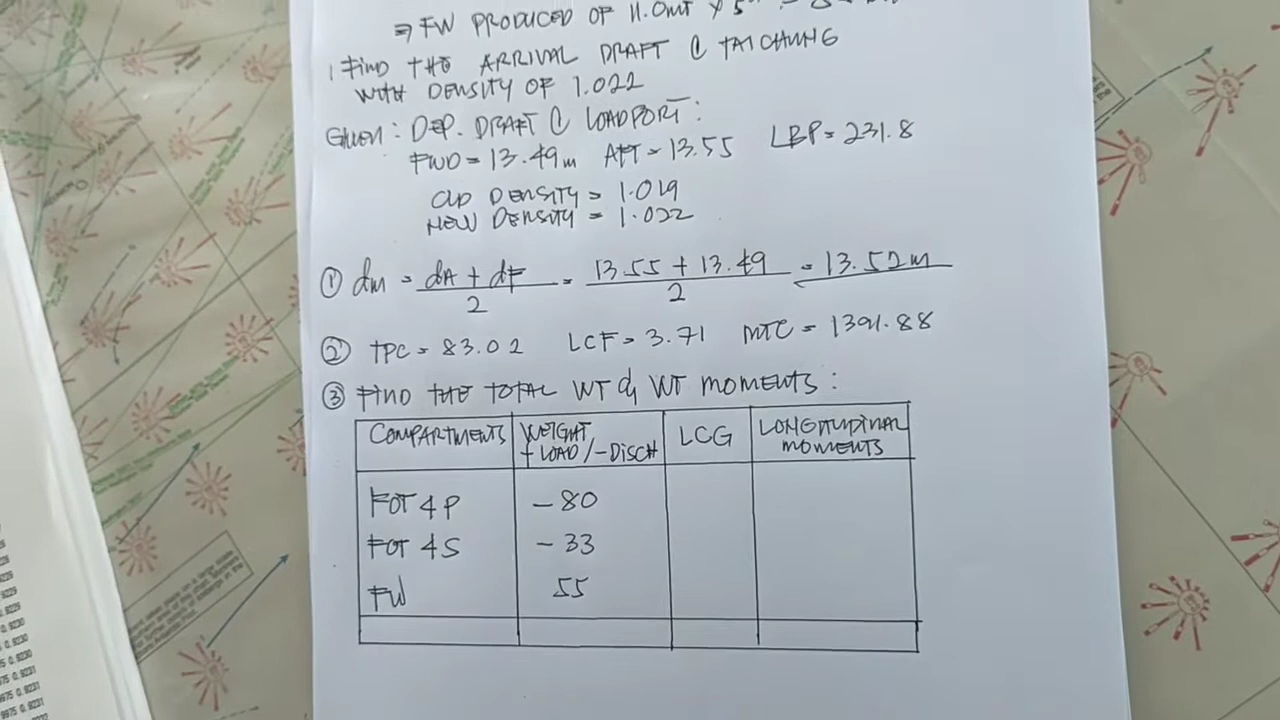 ⇒ FW PRODUCED OF 11.0MT X 5
FIND THE ARRIVAL DRAFT @ TAICHUNG
WITH DENSITY OF 1.022
GIVEN: DEP. DRAFT @ LOADPORT:
FWD = 13.49m AFT = 13.55 LBP = 231.8
OLD DENSITY = 1.019
NEW DENSITY = 1.022
① dm = dA + dF / 2 = 13.55 + 13.49 / 2 = 13.52m
② TPC = 83.02 LCF = 3.71 MTC = 1391.88
③ FIND THE TOTAL WT & WT MOMENTS:
COMPARTMENTS WEIGHT + LOAD / - DISCH LCG LONGITUDINAL MOMENTS
FOT 4P - 80
FOT 4S - 33
FW 55